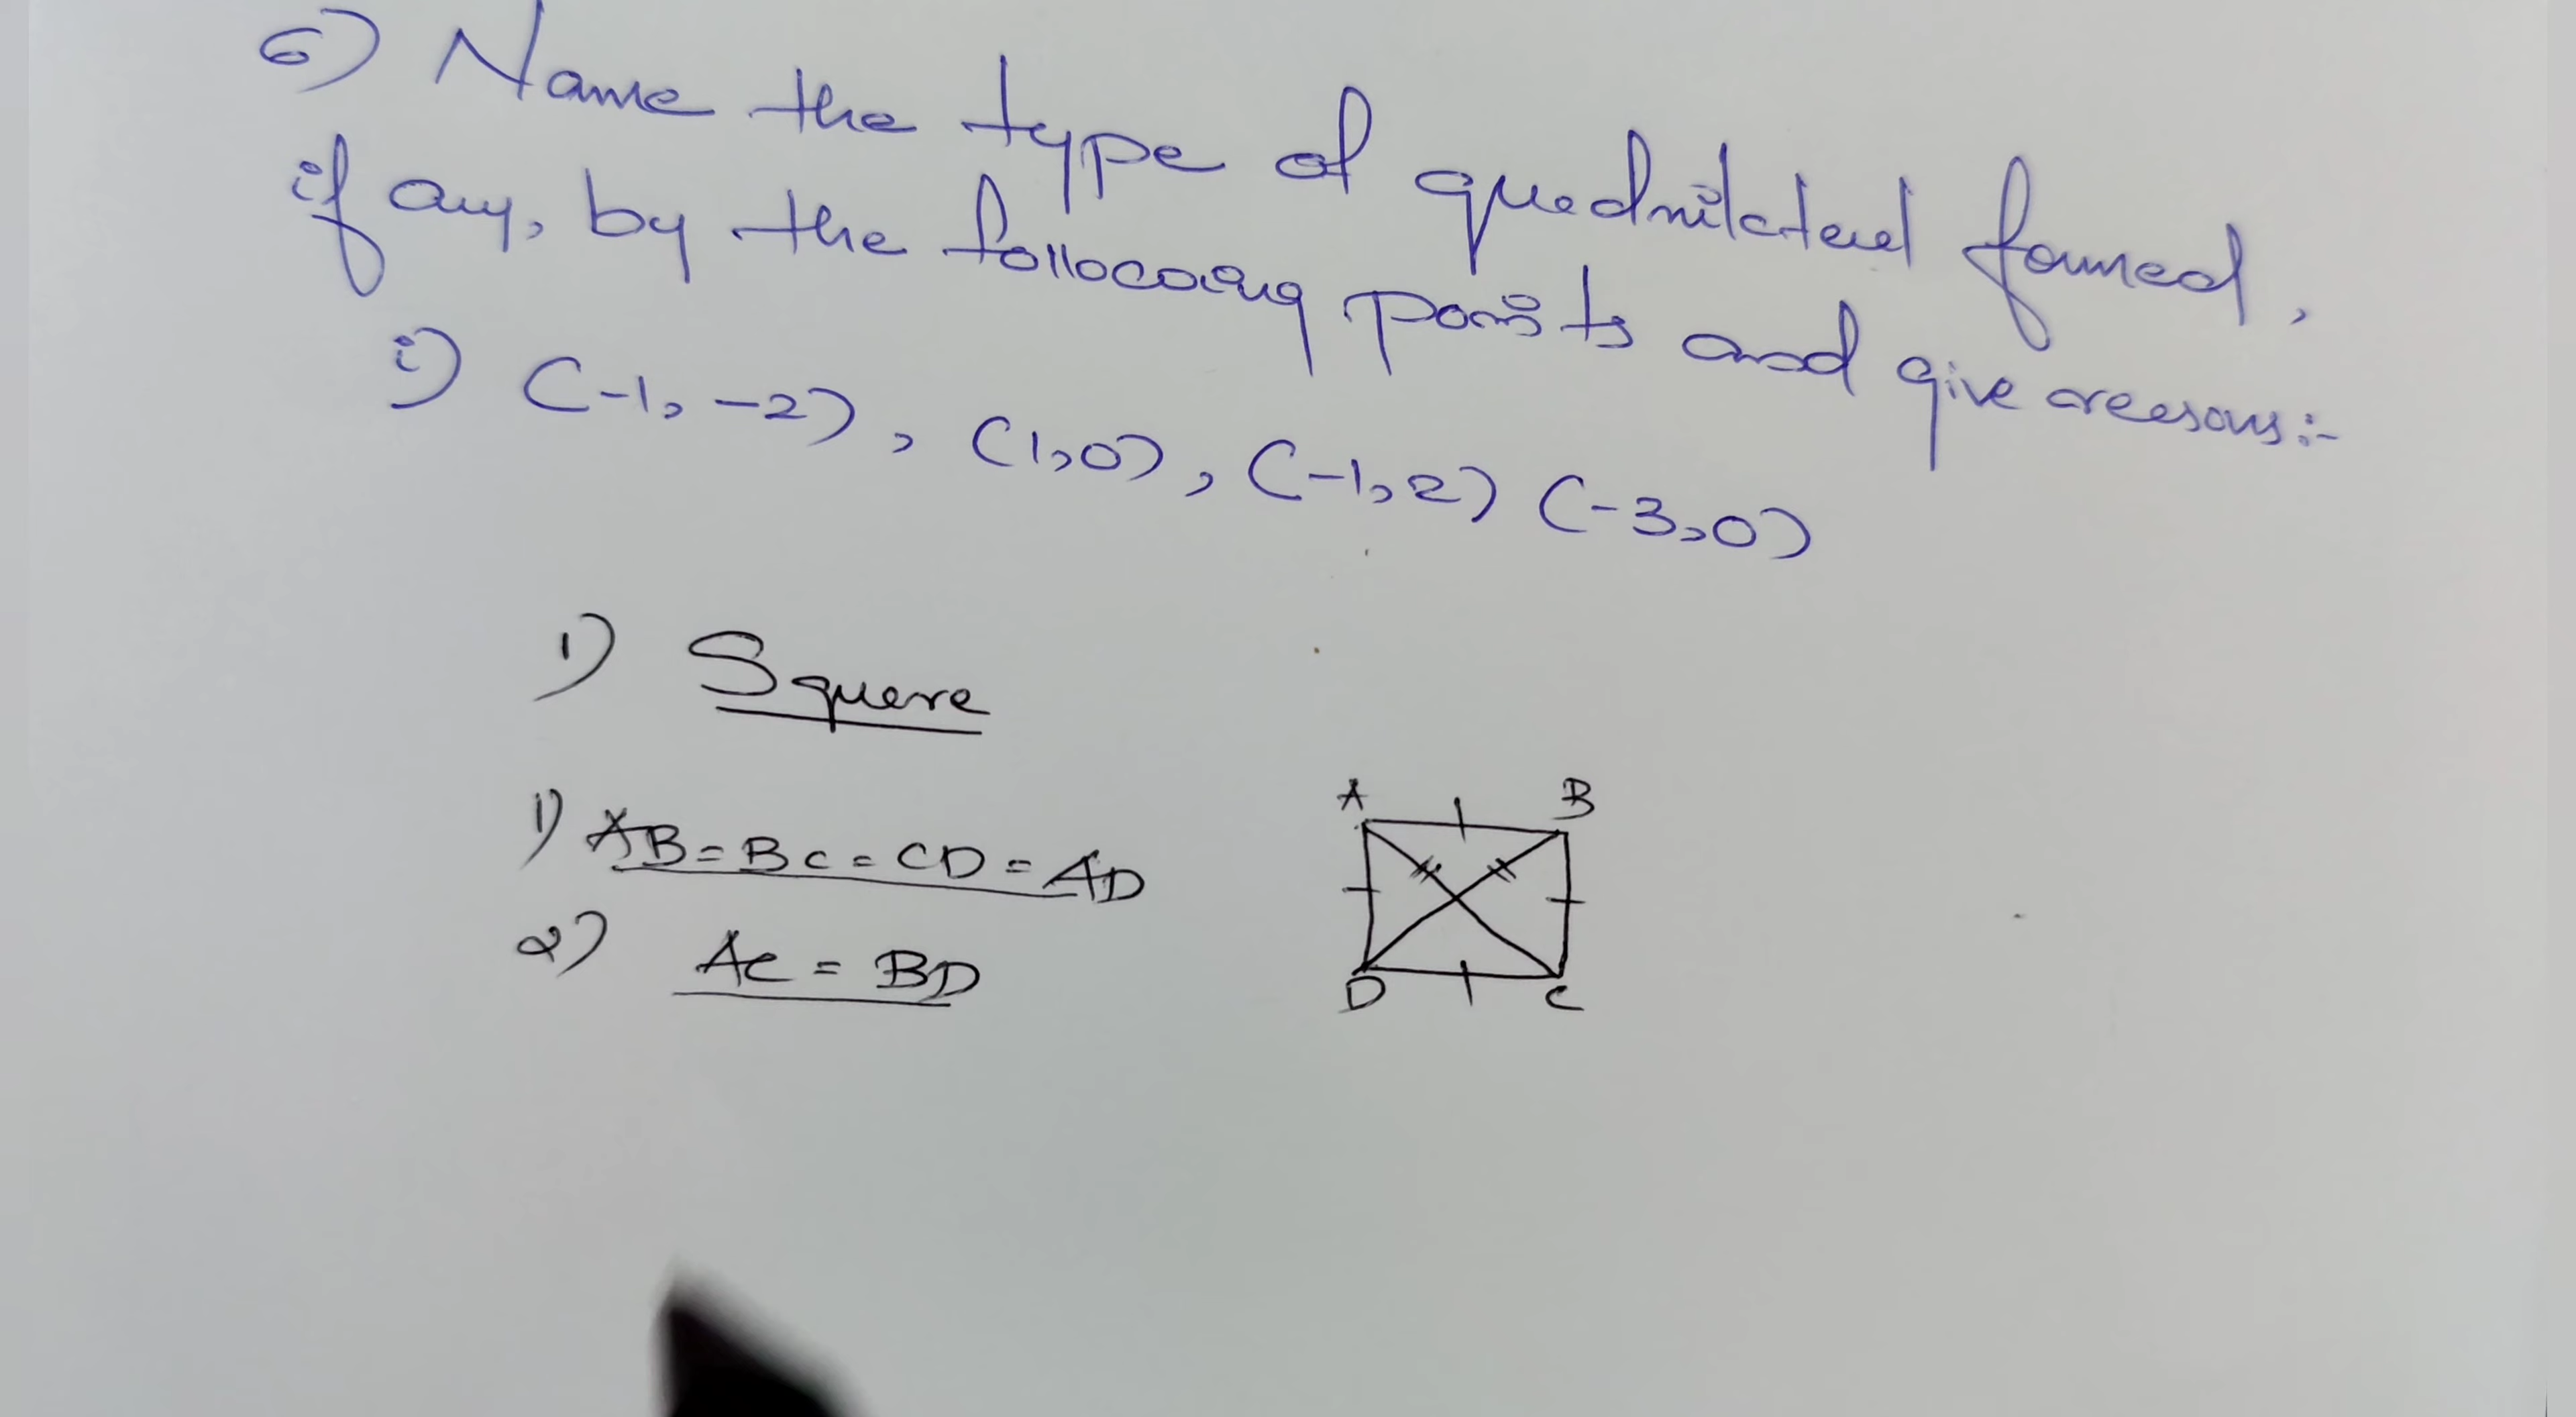 6) Name the type of quadrilateral formed,
if any, by the following points and give reasons:-
i) (-1, -2), (1,0), (-1,2) (-3,0)
1) Square
1) AB = BC = CD = AD
2) AC = BD
A B
D C